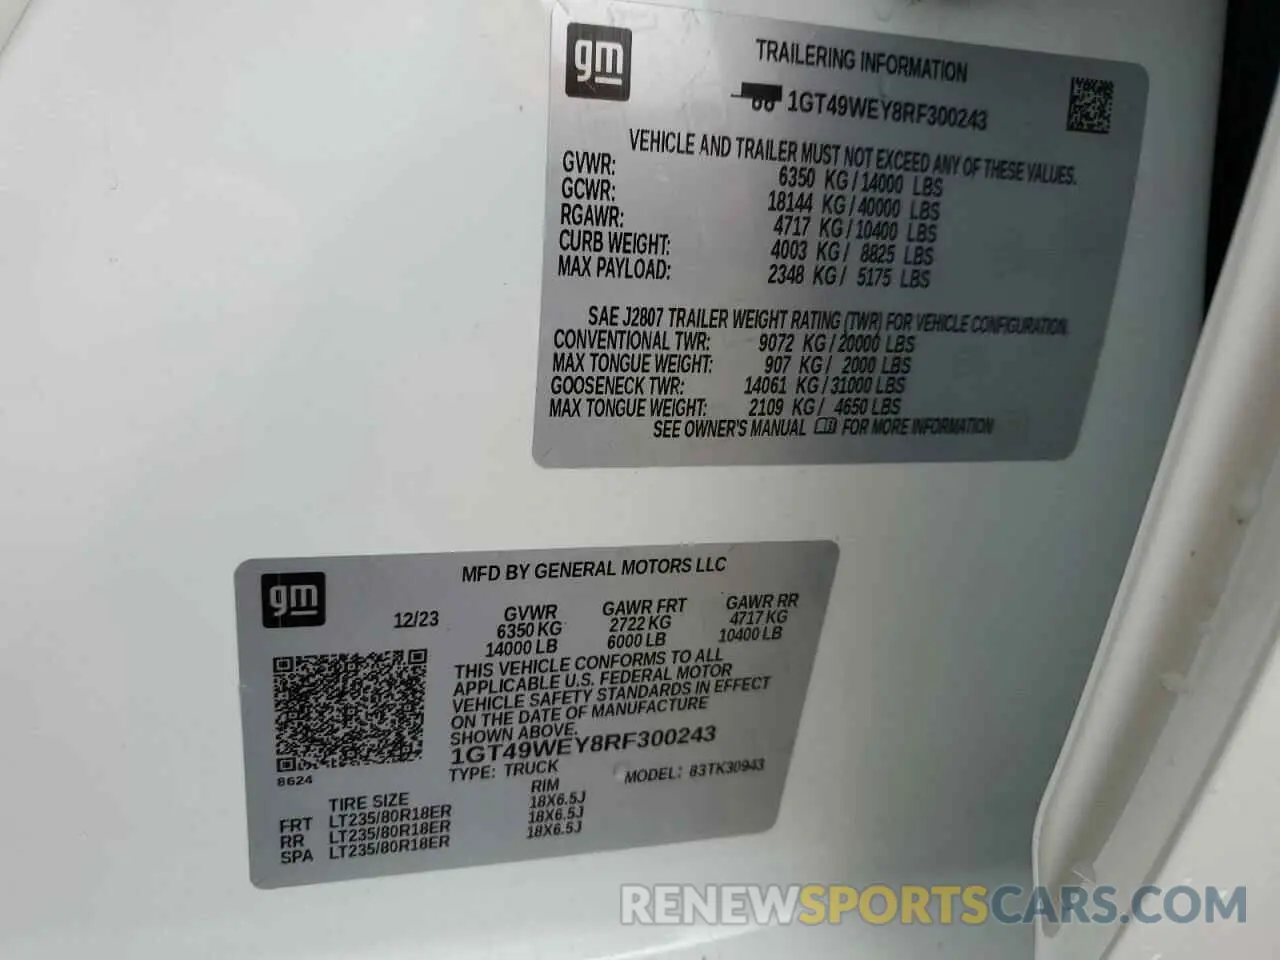 gm
TRAILERING INFORMATION
1GT49WEY8RF300243
VEHICLE AND TRAILER MUST NOT EXCEED ANY OF THESE VALUES.
GVWR: 6350 KG / 14000 LBS
GCWR: 18144 KG / 40000 LBS
RGAWR: 4717 KG / 10400 LBS
CURB WEIGHT: 4003 KG / 8825 LBS
MAX PAYLOAD: 2348 KG / 5175 LBS
SAE J2807 TRAILER WEIGHT RATING (TWR) FOR VEHICLE CONFIGURATION.
CONVENTIONAL TWR: 9072 KG / 20000 LBS
MAX TONGUE WEIGHT: 907 KG / 2000 LBS
GOOSENECK TWR: 14061 KG / 31000 LBS
MAX TONGUE WEIGHT: 2109 KG / 4650 LBS
SEE OWNER'S MANUAL FOR MORE INFORMATION
gm
MFD BY GENERAL MOTORS LLC
12/23 GVWR GAWR FRT GAWR RR
6350 KG 2722 KG 4717 KG
14000 LB 6000 LB 10400 LB
THIS VEHICLE CONFORMS TO ALL
APPLICABLE U.S. FEDERAL MOTOR
VEHICLE SAFETY STANDARDS IN EFFECT
ON THE DATE OF MANUFACTURE
SHOWN ABOVE.
1GT49WEY8RF300243
8624
TYPE: TRUCK MODEL: 83TK30943
TIRE SIZE RIM
FRT LT235/80R18ER 18X6.5J
RR LT235/80R18ER 18X6.5J
SPA LT235/80R18ER 18X6.5J
RENEWSPORTSCARS.COM